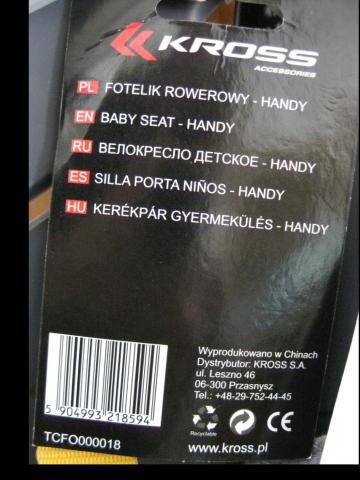 KROSS
ACCESSORIES
PL FOTELIK ROWEROWY - HANDY
EN BABY SEAT - HANDY
RU ВЕЛОКРЕСЛО ДЕТСКОЕ - HANDY
ES SILLA PORTA NIÑOS - HANDY
HU KERÉKPÁR GYERMEKÜLÉS - HANDY
5 904993 218594
TCFO000018
Wyprodukowano w Chinach
Dystrybutor: KROSS S.A.
ul. Leszno 46
06-300 Przasnysz
Tel.: +48-29-752-44-45
Recyclable
CE
www.kross.pl